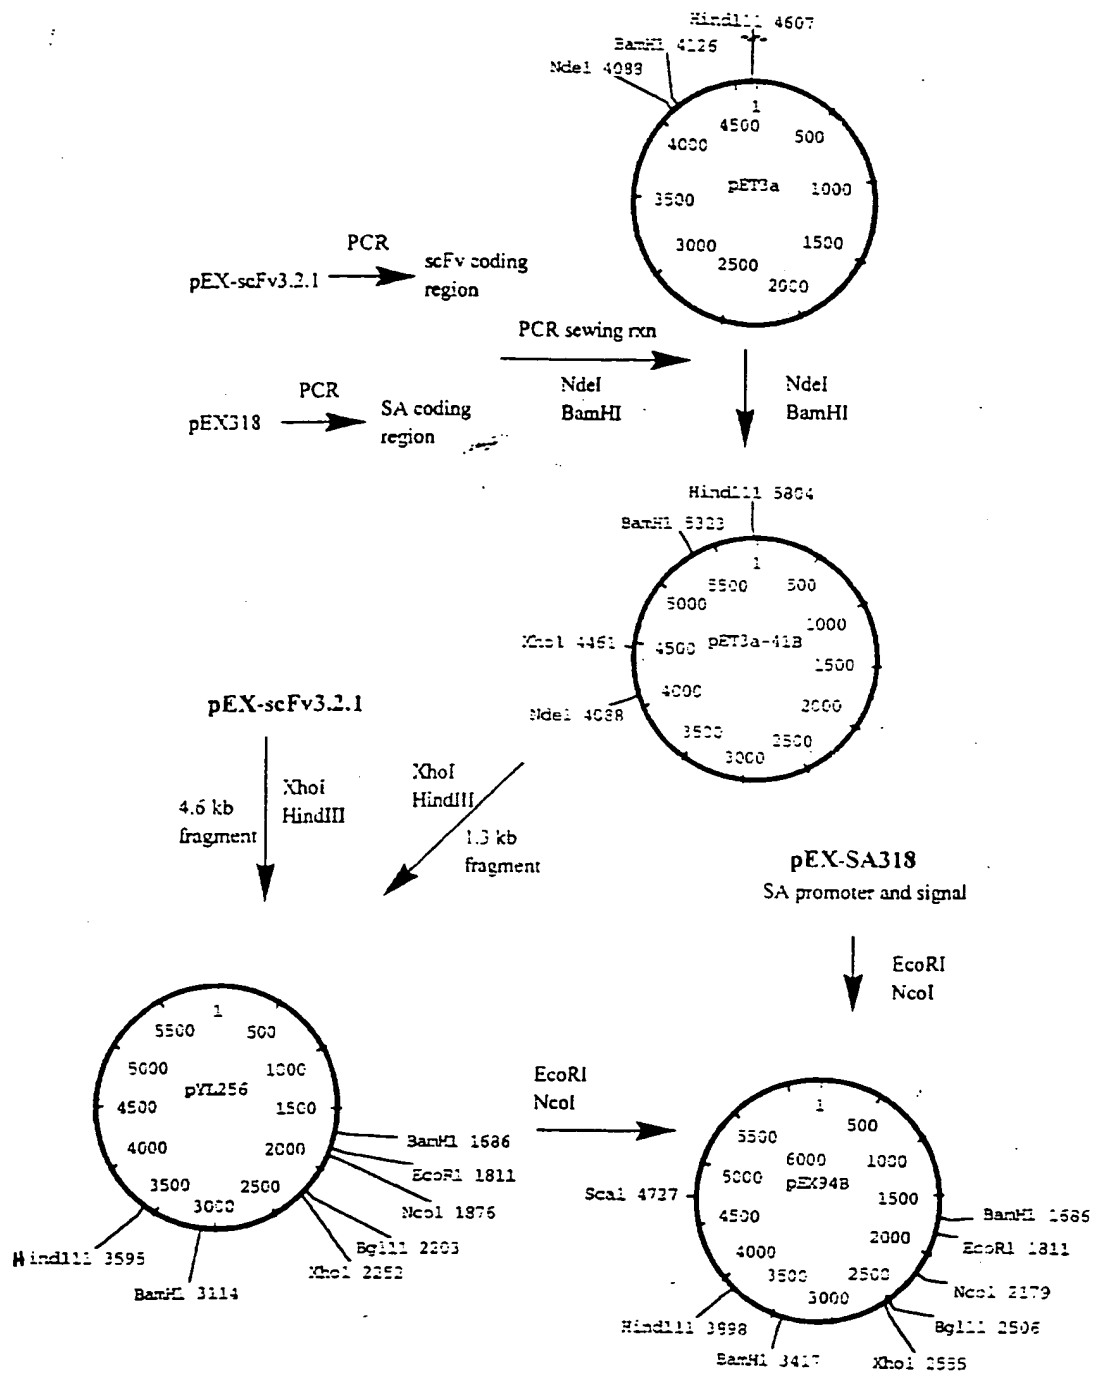 HindIII 4607
BamHI 4126
NdeI 4088
1
4500
500
4000
pET3a
1000
3500
3000
1500
2500
2000
PCR
pEX-scFv3.2.1
scFv coding
region
PCR sewing rxn
NdeI
BamHI
NdeI
BamHI
PCR
pEX318
SA coding
region
HindIII 5804
BamHI 5323
1
5500
500
5000
1000
XhoI 4461
4500
pET3a-41B
1500
4000
NdeI 4088
2000
3500
2500
3000
pEX-scFv3.2.1
XhoI
HindIII
4.6 kb
fragment
XhoI
HindIII
1.3 kb
fragment
pEX-SA318
SA promoter and signal
EcoRI
NcoI
1
5500
500
5000
1000
pYL256
4500
1500
4000
2000
3500
2500
3000
BamHI 1686
EcoRI 1811
NcoI 1876
BglII 2203
XhoI 2252
HindIII 3595
BamHI 3114
EcoRI
NcoI
1
5500
500
6000
1000
5000
pEX94B
ScaI 4727
1500
4500
2000
4000
3500
2500
3000
BamHI 1686
EcoRI 1811
NcoI 2179
BglII 2506
XhoI 2555
HindIII 3898
BamHI 3417